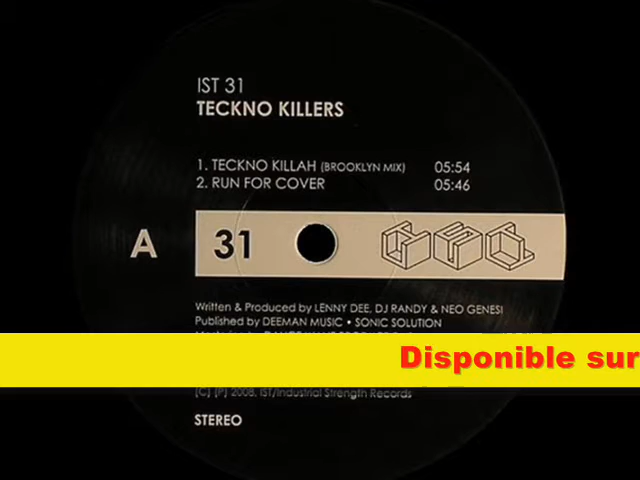 IST 31
TECKNO KILLERS
1. TECKNO KILLAH (BROOKLYN MIX) 05:54
2. RUN FOR COVER 05:46
A 31
Written & Produced by LENNY DEE, DJ RANDY & NEO GENESI
Published by DEEMAN MUSIC • SONIC SOLUTION
Disponible sur
(C) (P) 2008, IST/Industrial Strength Records
STEREO